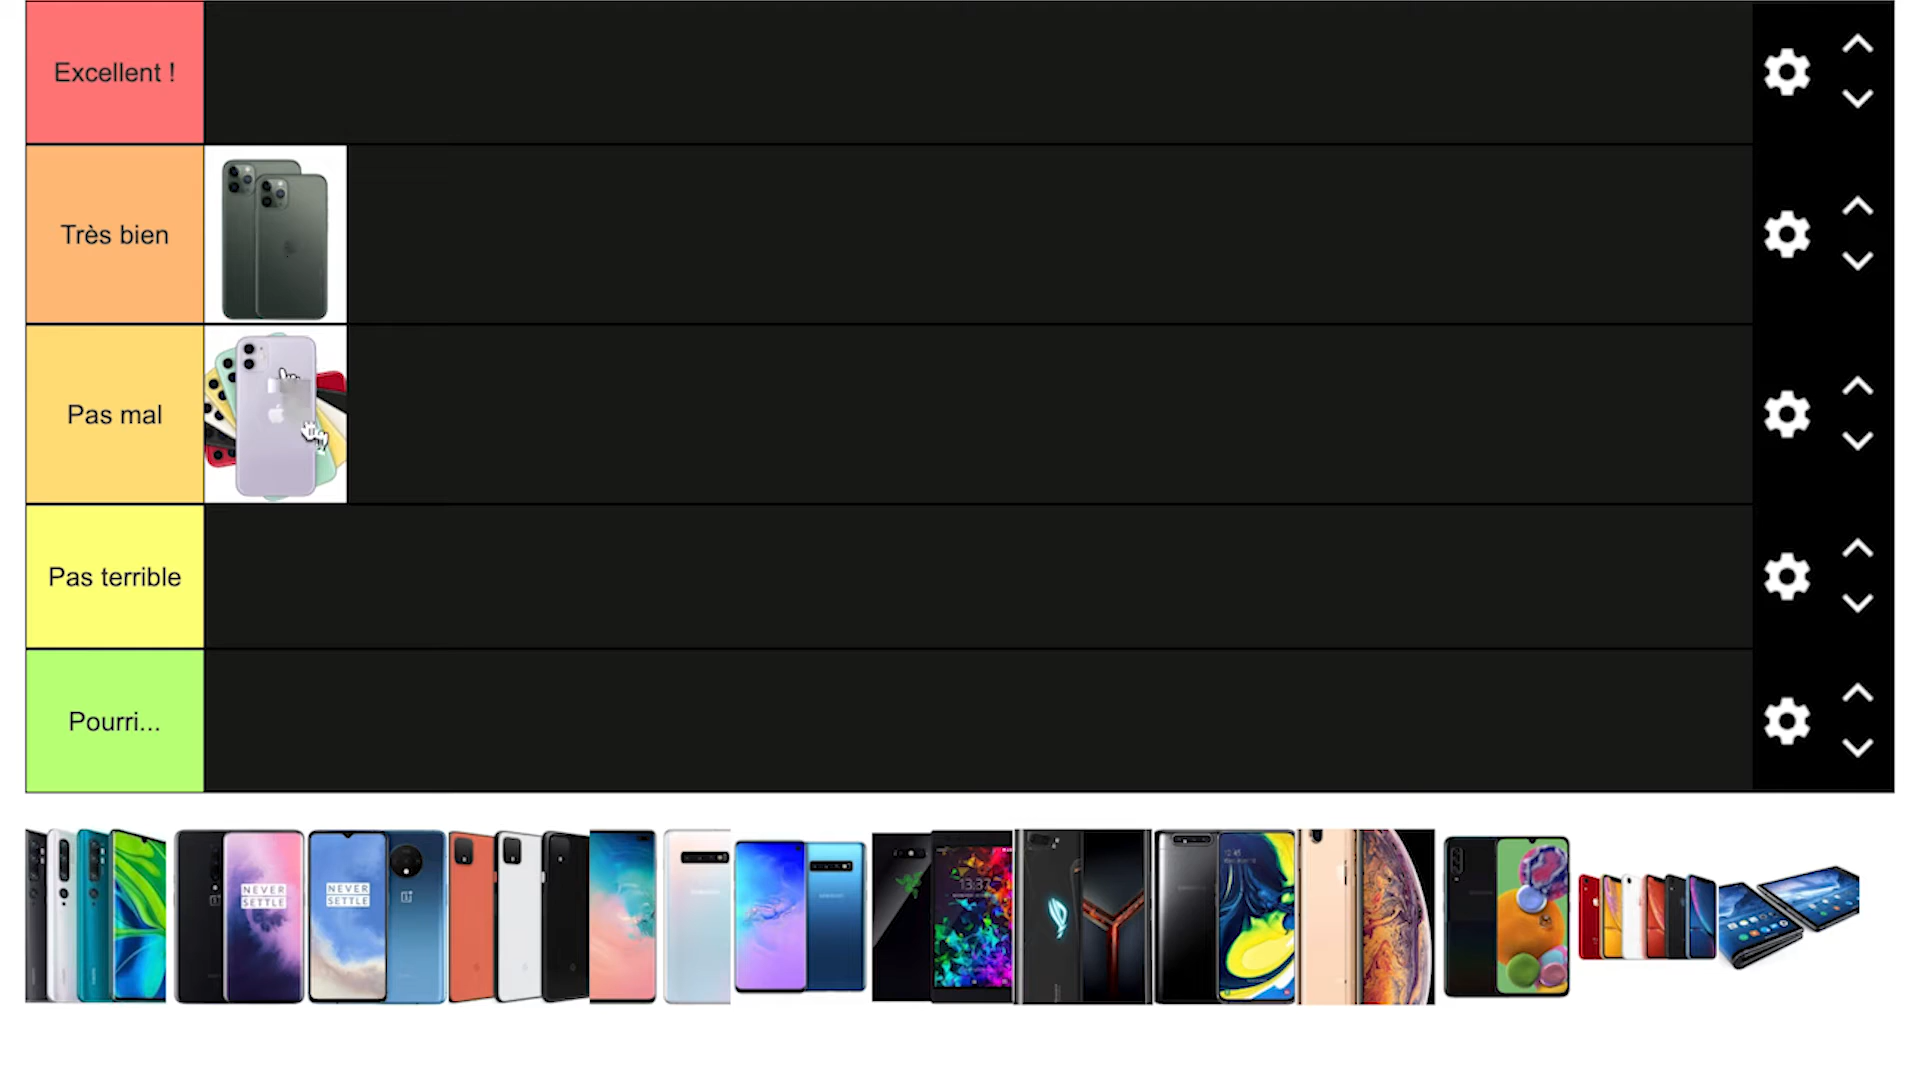 Excellent !
Très bien
Pas mal
Pas terrible
Pourri...
NEVER
SETTLE
NEVER
SETTLE
13:37